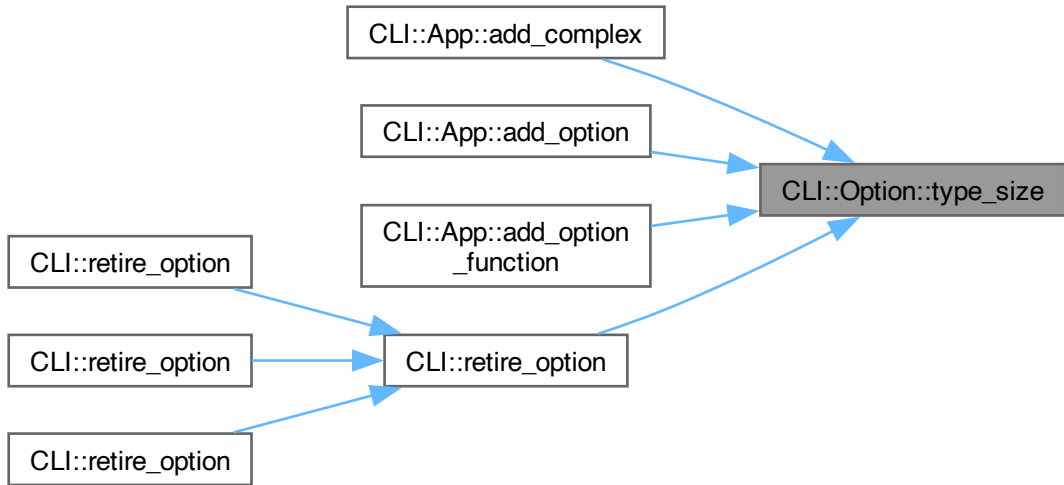 CLI::App::add_complex
CLI::App::add_option
CLI::Option::type_size
CLI::App::add_option
_function
CLI::retire_option
CLI::retire_option
CLI::retire_option
CLI::retire_option